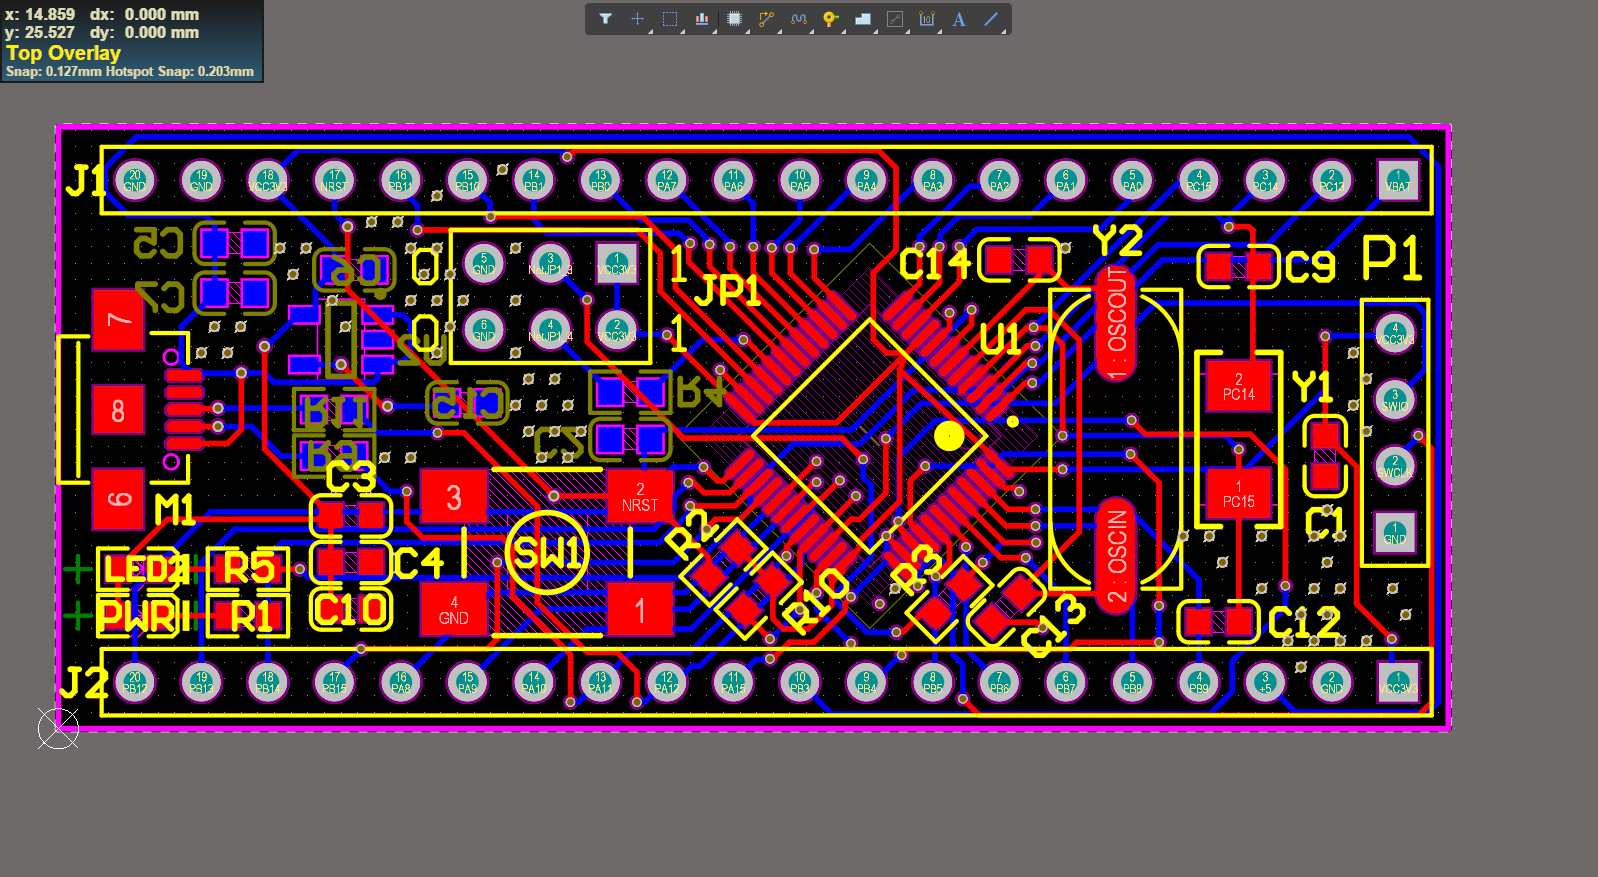 x: 14.859 dx: 0.000 mm
y: 25.527 dy: 0.000 mm
Top Overlay
Snap: 0.127mm Hotspot Snap: 0.203mm
J1
20 GND
19 GND
18 VCC3V3
17 NRST
16 PB11
15 PB10
14 PB1
13 PB0
12 PA7
11 PA6
10 PA5
9 PA4
8 PA3
7 PA2
6 PA1
5 PA0
4 PC15
3 PC14
2 PC13
1 VBAT
C5
C7
0
5 GND
3
1 VCC3V3
1
JP1
0
6 GND
4
2 VCC3V3
1
C14
Y2
C9
P1
U1
1 : OSCOUT
2 : OSCIN
4 VCC3V3
3 SWIO
2 SWCLK
1 GND
7
8
6
M1
R4
C2
C3
3
2 NRST
SW1
4 GND
1
2 PC14
1 PC15
Y1
C1
LED2
R5
C4
PWR
R1
C10
R2
R10
R3
C13
C12
J2
20 PB12
19 PB13
18 PB14
17 PB15
16 PA8
15 PA9
14 PA10
13 PA11
12 PA12
11 PA15
10 PB3
9 PB4
8 PB5
7 PB6
6 PB7
5 PB8
4 PB9
3 +5
2 GND
1 VCC3V3